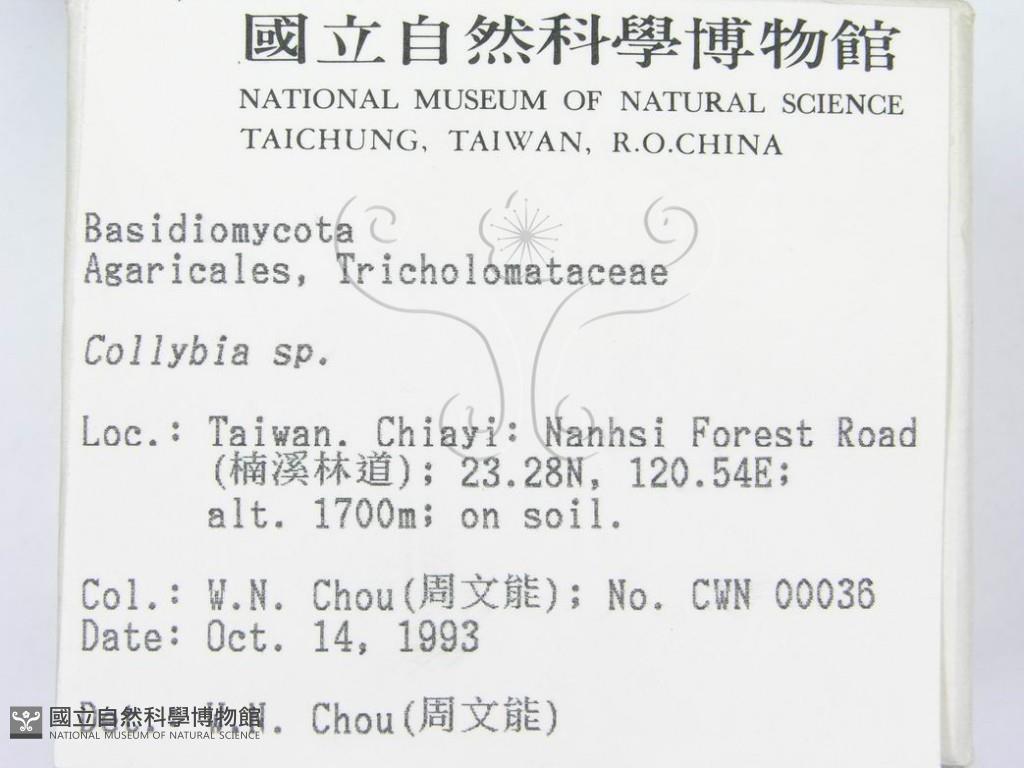 國立自然科學博物館
NATIONAL MUSEUM OF NATURAL SCIENCE
TAICHUNG, TAIWAN, R.O.CHINA
Basidiomycota
Agaricales, Tricholomataceae
Collybia sp.
Loc.: Taiwan. Chiayi: Nanhsi Forest Road
(楠溪林道); 23.28N, 120.54E;
alt. 1700m; on soil.
Col.: W.N. Chou(周文能); No. CWN 00036
Date: Oct. 14, 1993
Det.: W.N. Chou(周文能)
國立自然科學博物館
NATIONAL MUSEUM OF NATURAL SCIENCE